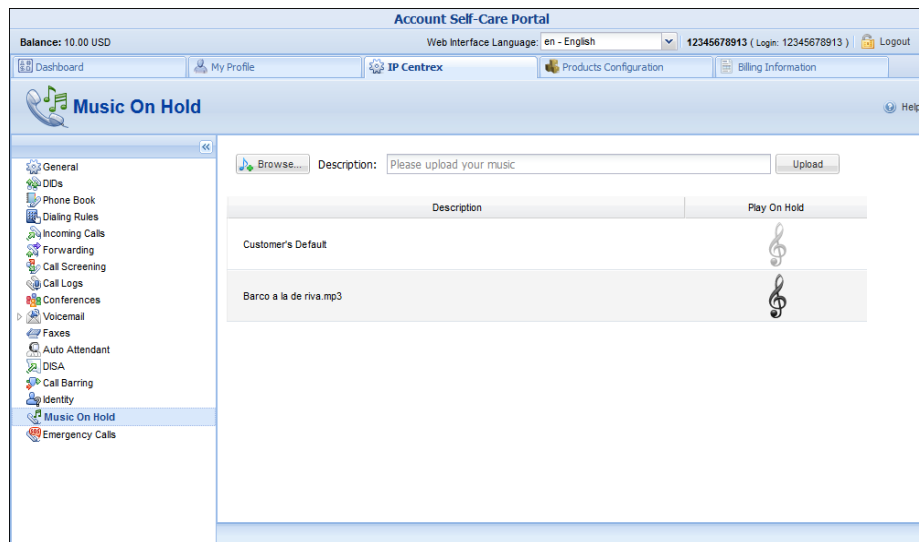 Account Self-Care Portal
Balance: 10.00 USD Web Interface Language: en - English 12345678913 ( Login: 12345678913 ) Logout
Dashboard My Profile IP Centrex Products Configuration Billing Information
Music On Hold Help
General
DIDs
Phone Book
Dialing Rules
Incoming Calls
Forwarding
Call Screening
Call Logs
Conferences
Voicemail
Faxes
Auto Attendant
DISA
Call Barring
Identity
Music On Hold
Emergency Calls
Browse... Description: Please upload your music Upload
Description Play On Hold
Customer's Default
Barco a la de riva.mp3